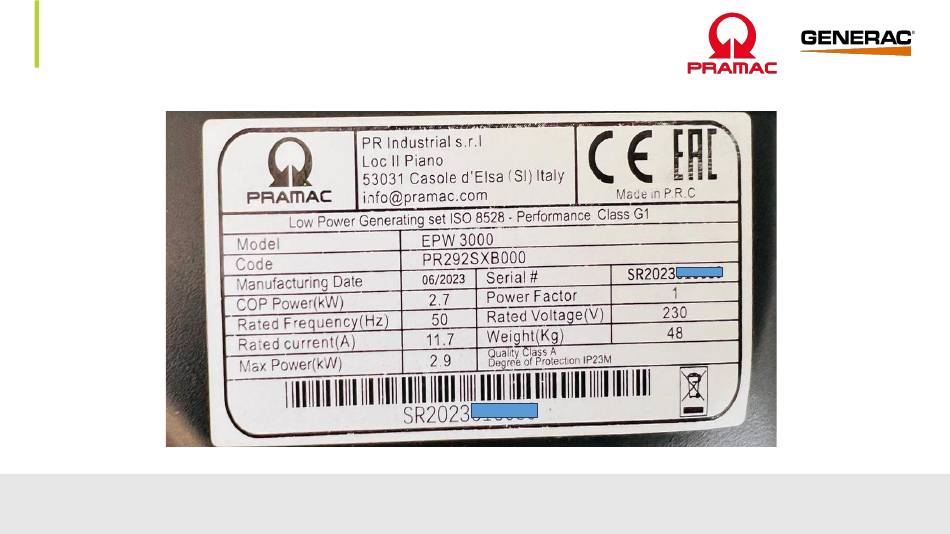 PRAMAC GENERAC
PRAMAC
PR Industrial s.r.l
Loc Il Piano
53031 Casole d'Elsa (SI) Italy
info@pramac.com
CE EAC
Made in P.R.C
Low Power Generating set ISO 8528 - Performance Class G1
Model EPW 3000
Code PR292SXB000
Manufacturing Date 06/2023 Serial # SR2023
COP Power(kW) 2.7 Power Factor 1
Rated Frequency(Hz) 50 Rated Voltage(V) 230
Rated current(A) 11.7 Weight(Kg) 48
Max Power(kW) 2.9 Quality Class A
Degree of Protection IP23M
SR2023